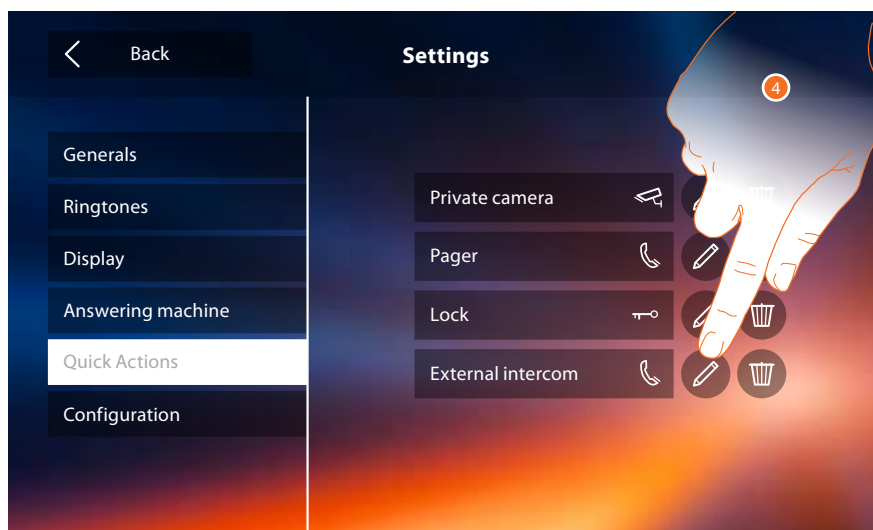 Back
Settings
4
Generals
Ringtones
Display
Answering machine
Quick Actions
Configuration
Private camera
Pager
Lock
External intercom